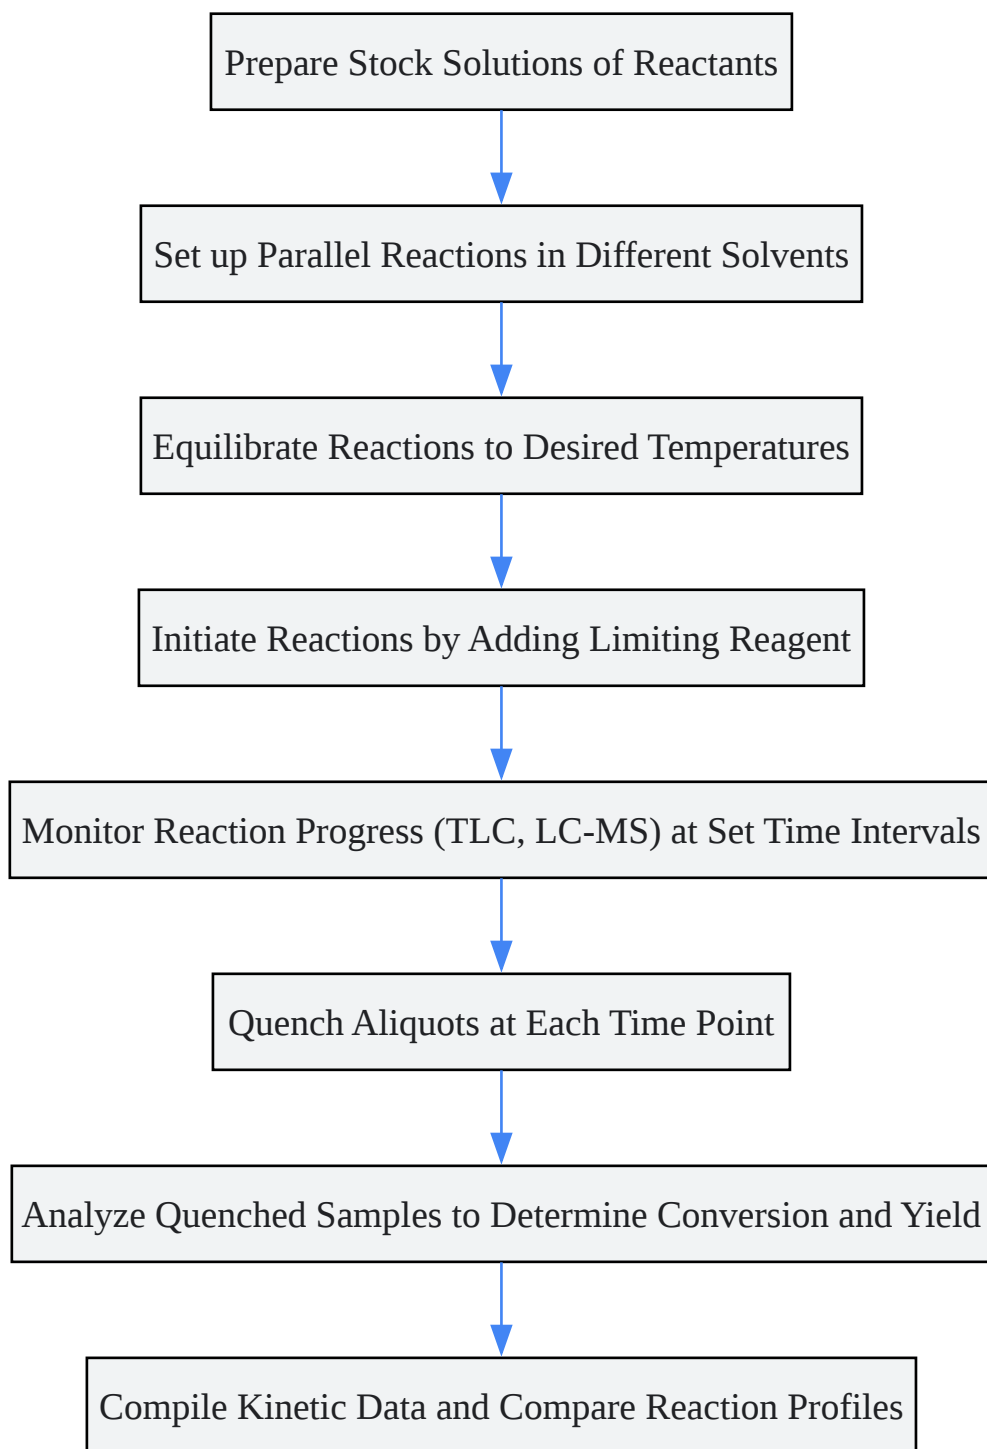 Prepare Stock Solutions of Reactants
Set up Parallel Reactions in Different Solvents
Equilibrate Reactions to Desired Temperatures
Initiate Reactions by Adding Limiting Reagent
Monitor Reaction Progress (TLC, LC-MS) at Set Time Intervals
Quench Aliquots at Each Time Point
Analyze Quenched Samples to Determine Conversion and Yield
Compile Kinetic Data and Compare Reaction Profiles